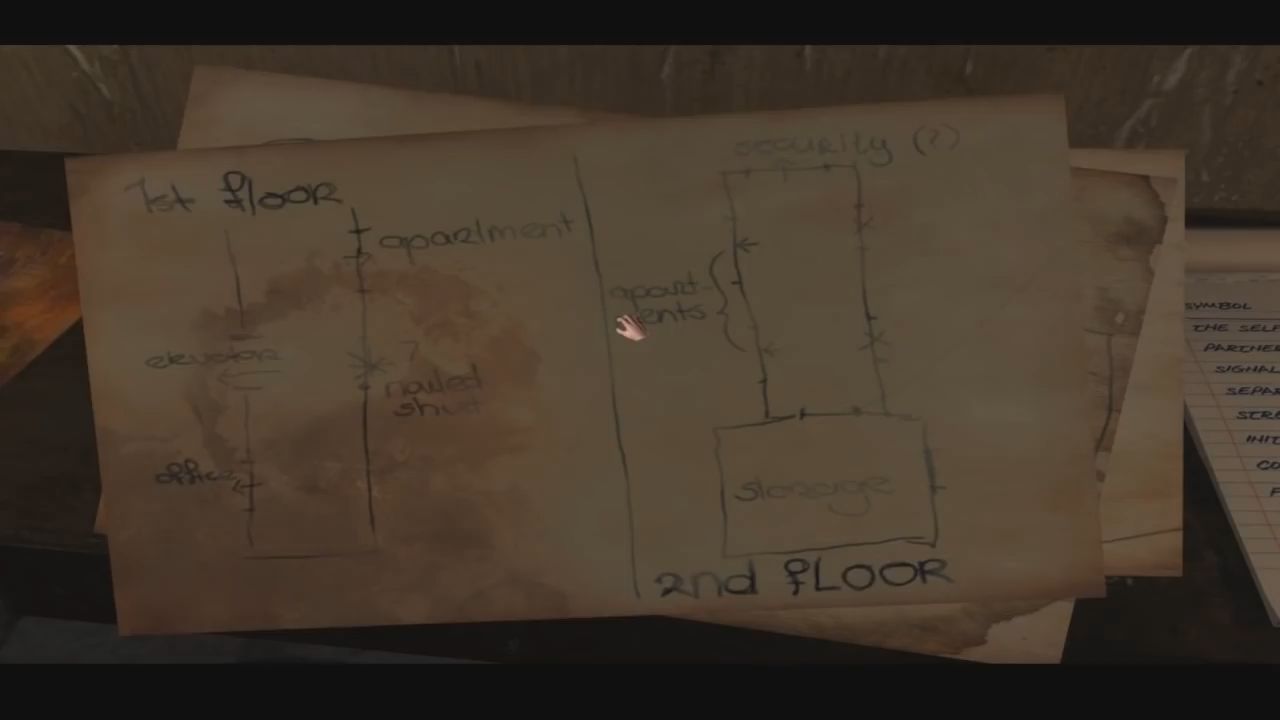 1st floor
apartment
elevator
?
nailed
shut
office
security (?)
apart-
ments
storage
2nd FLOOR
SYMBOL
THE SELF
PARTNER
SIGNAL